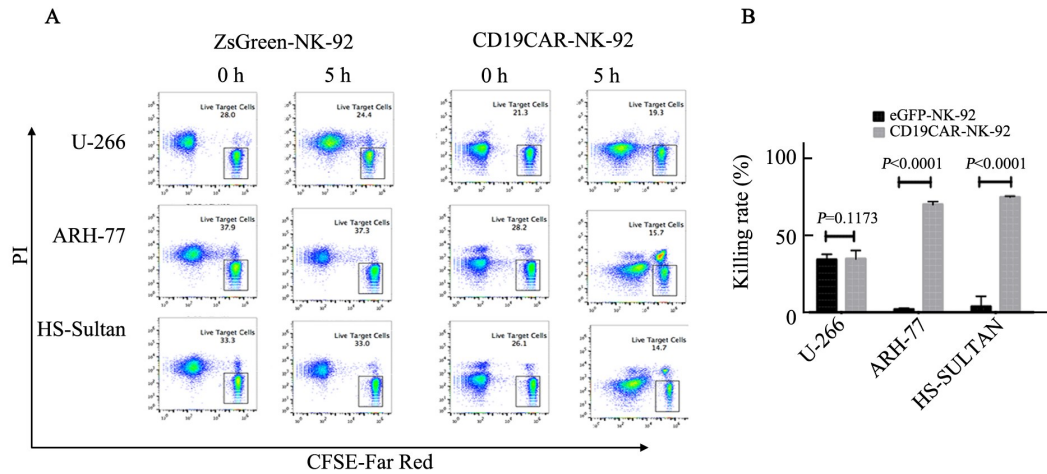 A
ZsGreen-NK-92
CD19CAR-NK-92
0 h
5 h
0 h
5 h
U-266
Live Target Cells
28.0
Live Target Cells
24.4
Live Target Cells
21.3
Live Target Cells
19.3
ARH-77
Live Target Cells
37.9
Live Target Cells
37.3
Live Target Cells
28.2
Live Target Cells
15.7
HS-Sultan
Live Target Cells
33.3
Live Target Cells
33.0
Live Target Cells
26.1
Live Target Cells
14.7
PI
CFSE-Far Red
B
eGFP-NK-92
CD19CAR-NK-92
Killing rate (%)
100
50
0
P=0.1173
P<0.0001
P<0.0001
U-266
ARH-77
HS-SULTAN